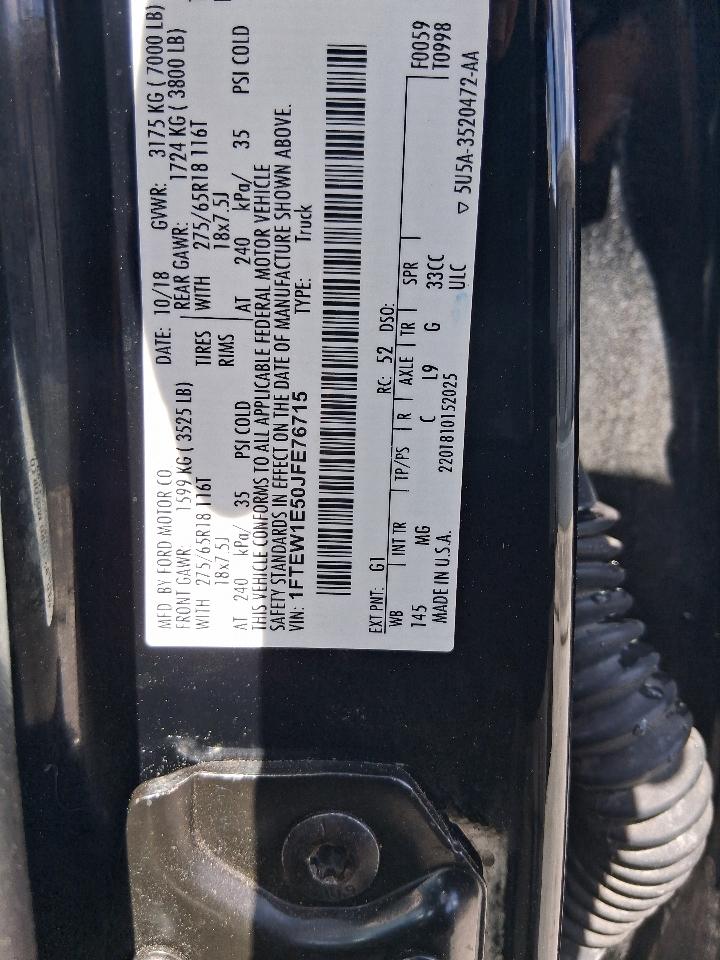 MFD BY FORD MOTOR CO. DATE: 10/18 GVWR: 3175 KG ( 7000 LB)
FRONT GAWR: 1599 KG ( 3525 LB) REAR GAWR: 1724 KG ( 3800 LB)
WITH 275/65R18 116T TIRES WITH 275/65R18 116T
18x7.5J RIMS 18x7.5J
AT 240 kPa/ 35 PSI COLD AT 240 kPa/ 35 PSI COLD
THIS VEHICLE CONFORMS TO ALL APPLICABLE FEDERAL MOTOR VEHICLE
SAFETY STANDARDS IN EFFECT ON THE DATE OF MANUFACTURE SHOWN ABOVE.
VIN: 1FTEW1E50JFE76715 TYPE: Truck
F0059
T0998
EXT PNT: G1 RC: 52 DSO:
WB INT TR TP/PS R AXLE TR SPR
145 MG C L9 G 33CC
MADE IN U.S.A. 2201810152025 ULC
▽ 5U5A-3520472-AA